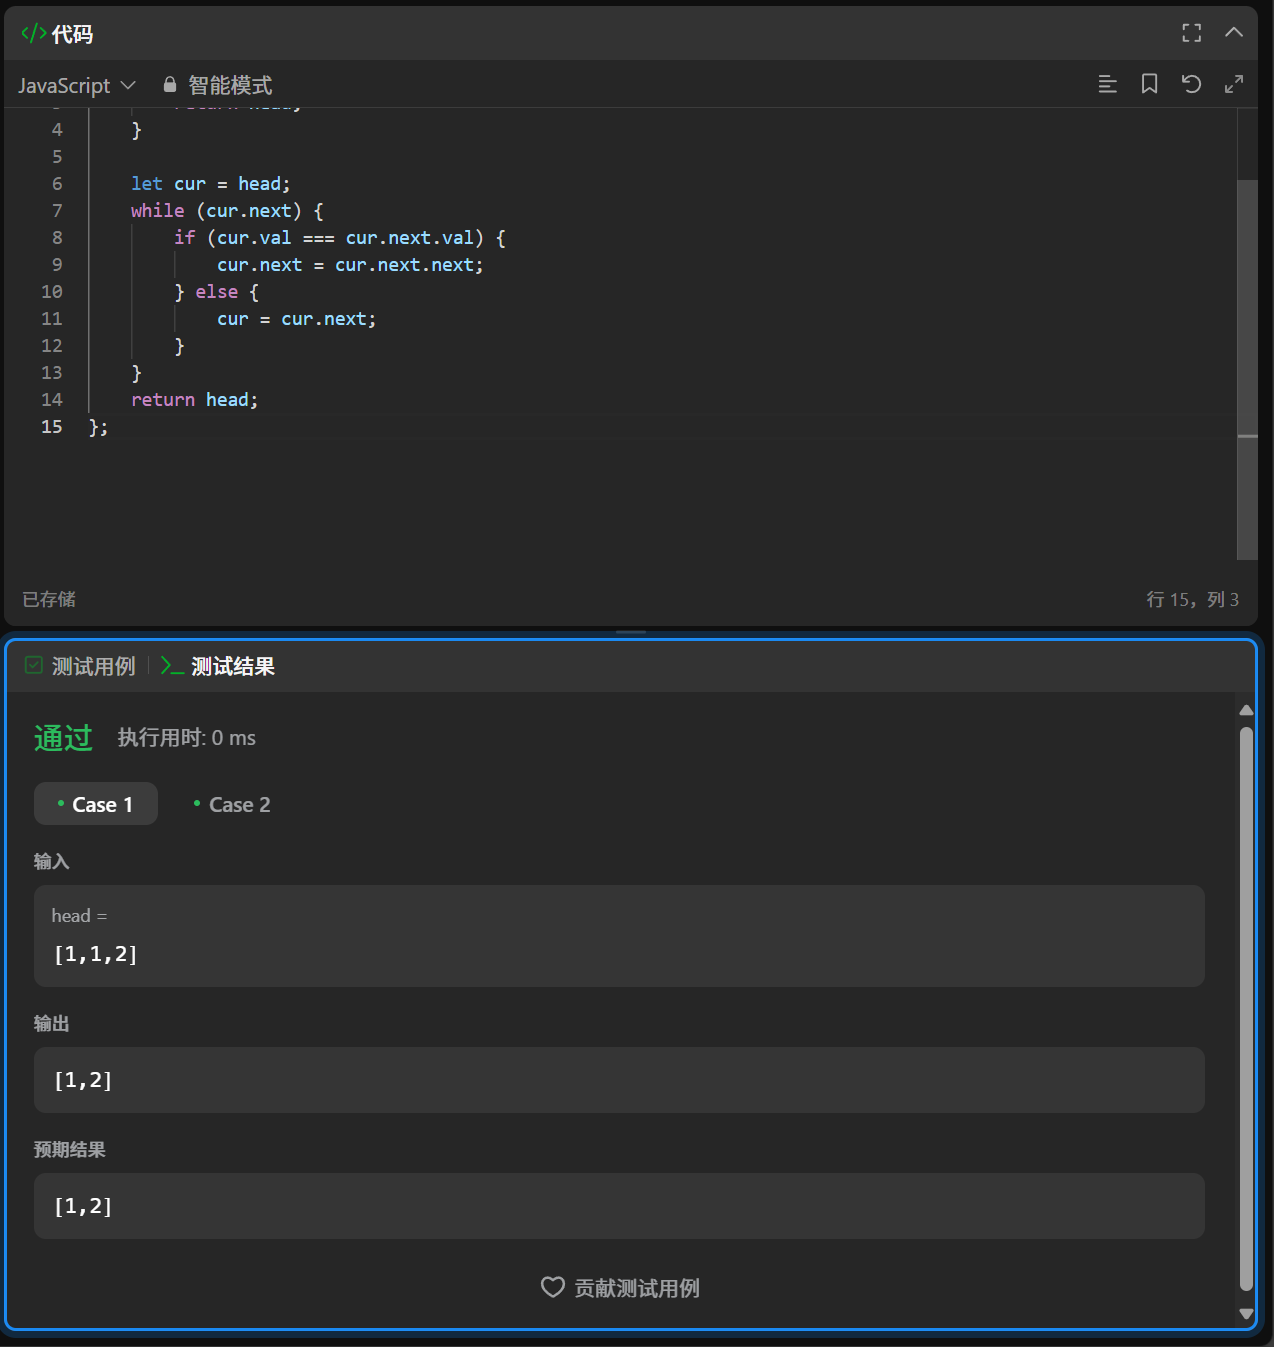 </> 代码
JavaScript 智能模式
return head;
4 }
5
6 let cur = head;
7 while (cur.next) {
8 if (cur.val === cur.next.val) {
9 cur.next = cur.next.next;
10 } else {
11 cur = cur.next;
12 }
13 }
14 return head;
15 };
已存储 行 15，列 3
测试用例 >_ 测试结果
通过 执行用时: 0 ms
• Case 1 • Case 2
输入
head =
[1,1,2]
输出
[1,2]
预期结果
[1,2]
贡献测试用例